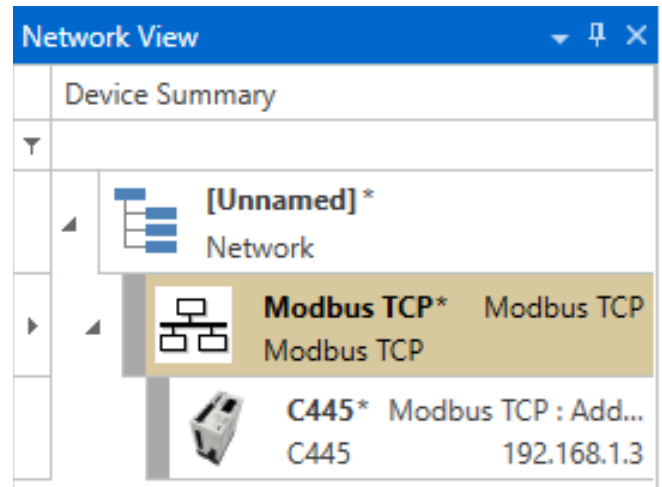 Network View
Device Summary
[Unnamed] *
Network
Modbus TCP* Modbus TCP
Modbus TCP
C445* Modbus TCP : Add...
C445 192.168.1.3